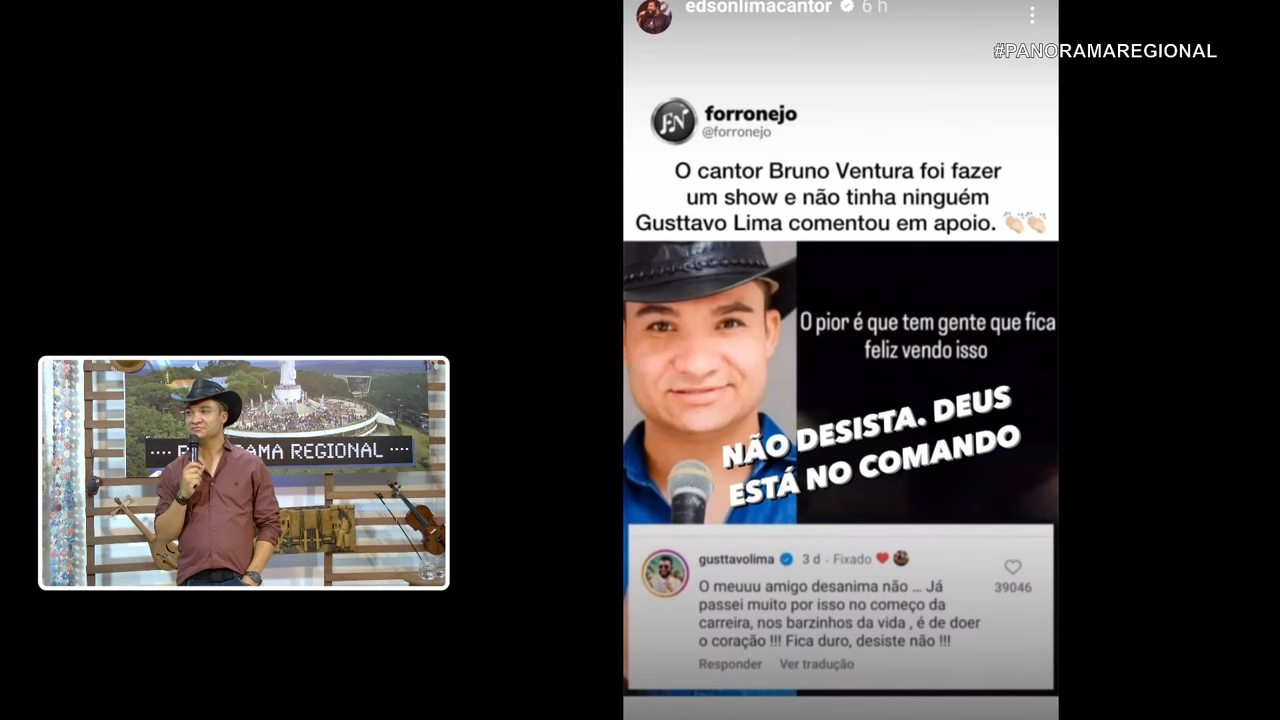 edsonlimacantor 6 h
#PANORAMAREGIONAL
forronejo
@forronejo
O cantor Bruno Ventura foi fazer
um show e não tinha ninguém
Gusttavo Lima comentou em apoio.
O pior é que tem gente que fica
feliz vendo isso
NÃO DESISTA. DEUS
ESTÁ NO COMANDO
gusttavolima 3 d · Fixado
O meuuu amigo desanima não ... Já
passei muito por isso no começo da
carreira, nos barzinhos da vida , é de doer
o coração !!! Fica duro, desiste não !!!
39046
Responder Ver tradução
REGIONAL